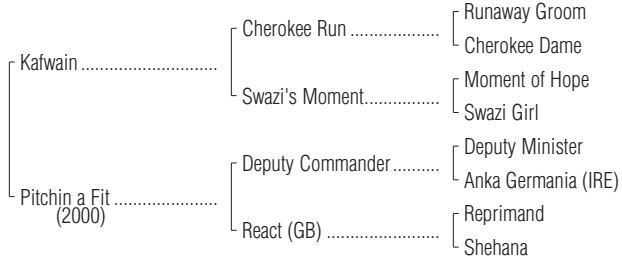 Runaway Groom
Cherokee Run ...................
Cherokee Dame
Kafwain .............................
Moment of Hope
Swazi's Moment................
Swazi Girl
Deputy Minister
Deputy Commander..........
Anka Germania (IRE)
Pitchin a Fit ......................
(2000)
Reprimand
React (GB) ........................
Shehana